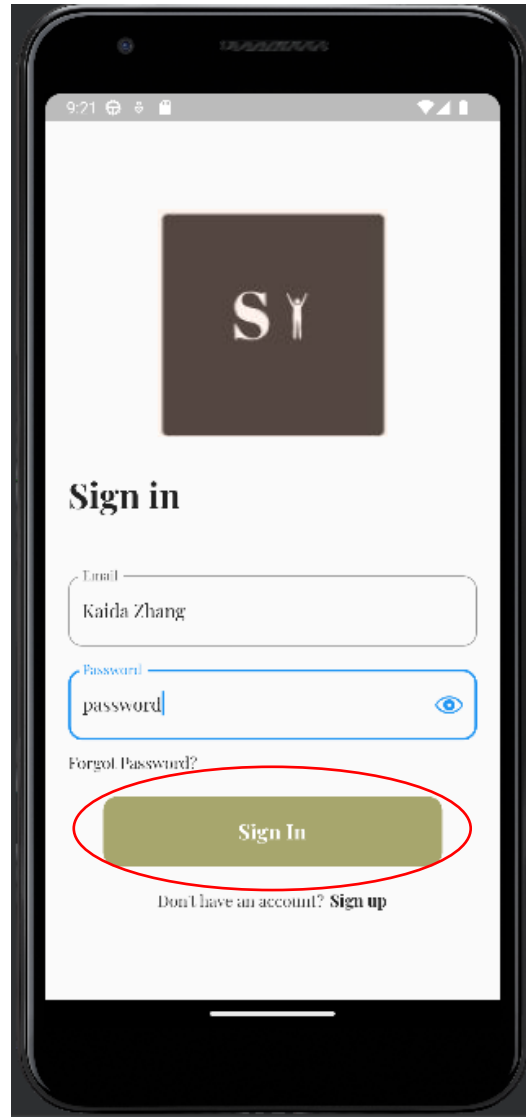 9:21
S
Sign in
Email
Kaida Zhang
Password
password
Forgot Password?
Sign In
Don't have an account? Sign up